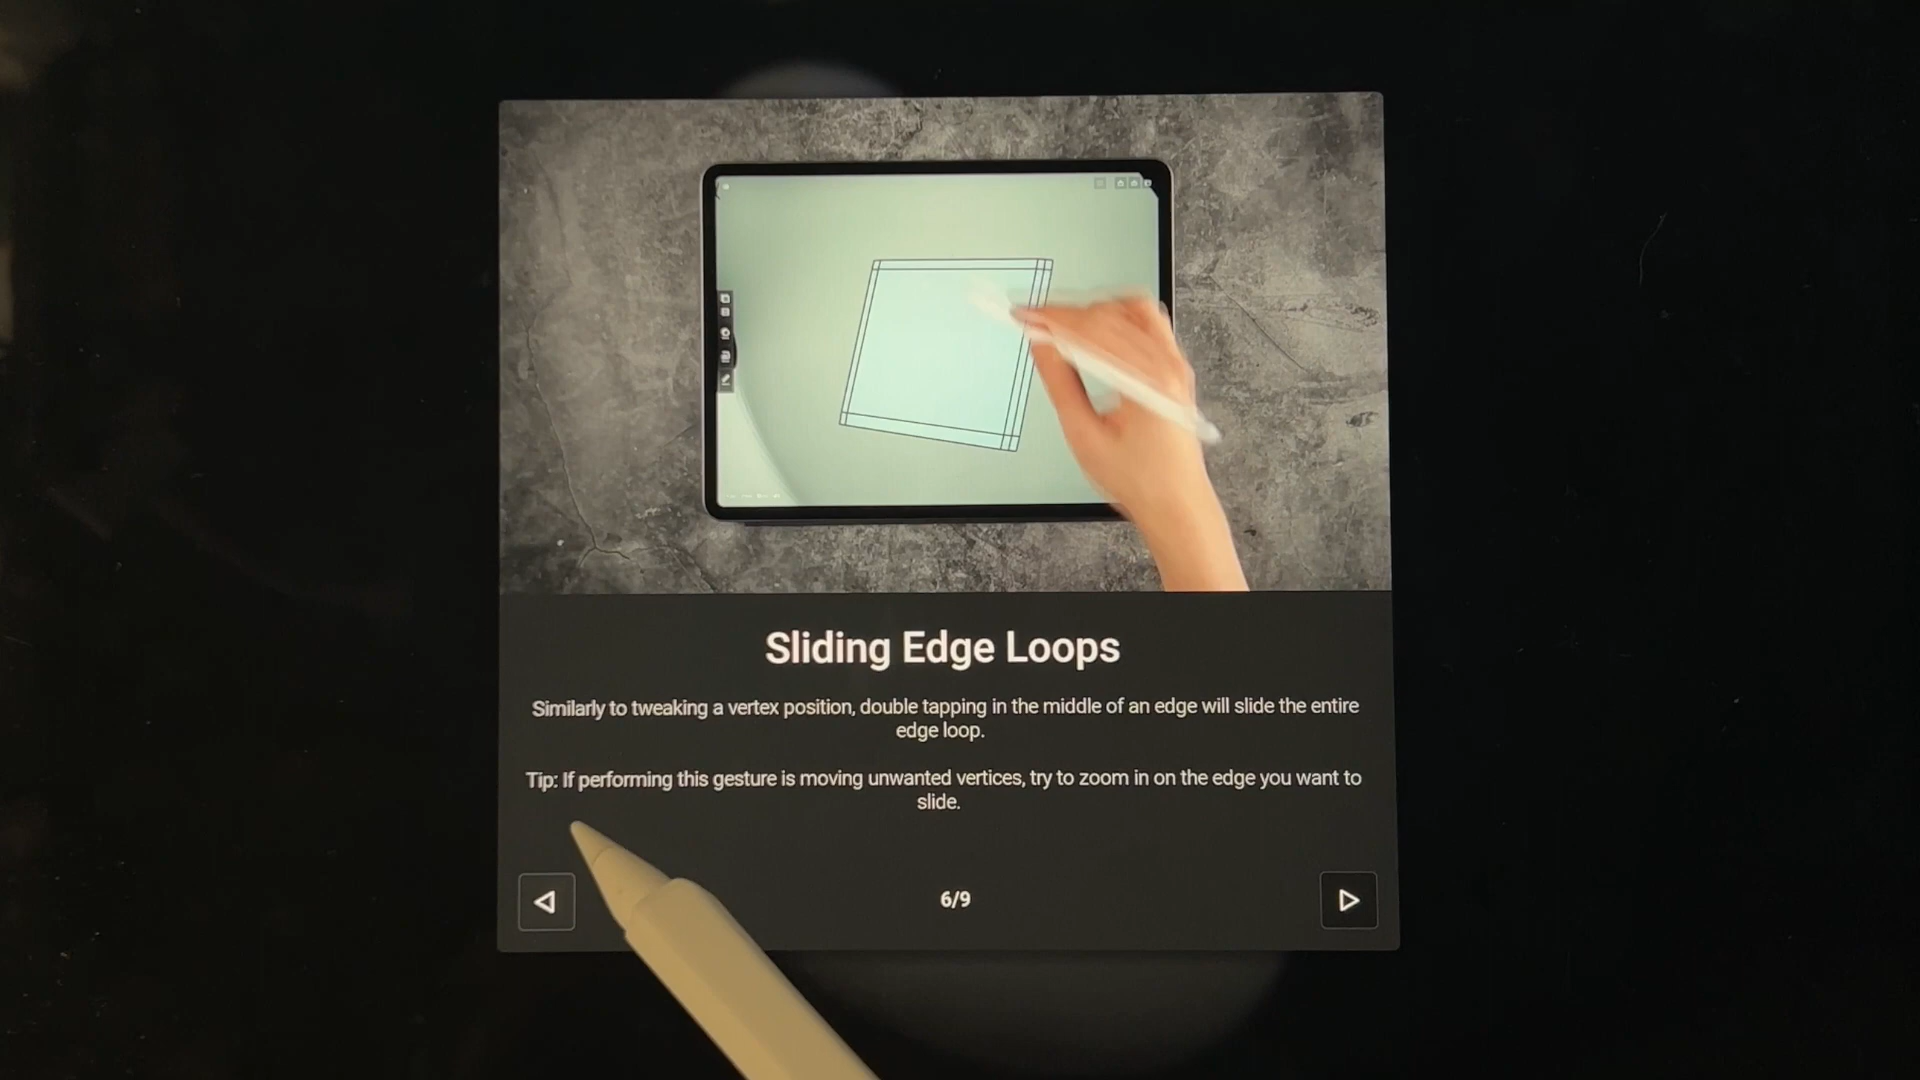 Sliding Edge Loops
Similarly to tweaking a vertex position, double tapping in the middle of an edge will slide the entire
edge loop.
Tip: If performing this gesture is moving unwanted vertices, try to zoom in on the edge you want to
slide.
6/9